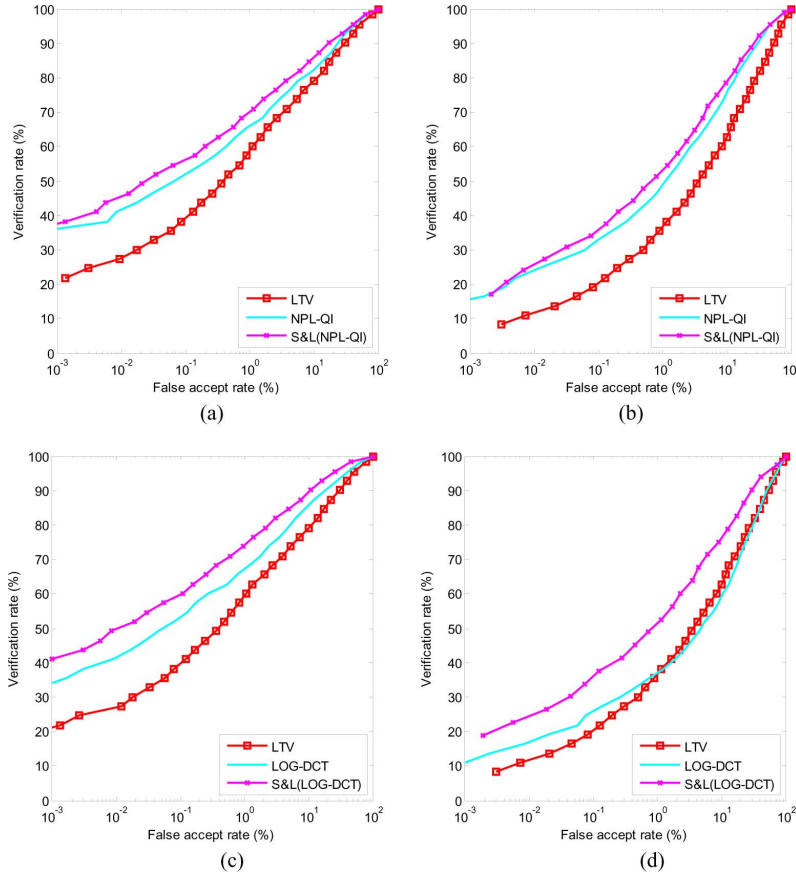 100
90
80
70
60
50
40
30
20
10
0
Verification rate (%)
LTV
NPL-QI
S&L(NPL-QI)
10^-3 10^-2 10^-1 10^0 10^1 10^2
False accept rate (%)
(a)
100
90
80
70
60
50
40
30
20
10
0
Verification rate (%)
LTV
NPL-QI
S&L(NPL-QI)
10^-3 10^-2 10^-1 10^0 10^1 10
False accept rate (%)
(b)
100
90
80
70
60
50
40
30
20
10
0
Verification rate (%)
LTV
LOG-DCT
S&L(LOG-DCT)
10^-3 10^-2 10^-1 10^0 10^1 10^2
False accept rate (%)
(c)
100
90
80
70
60
50
40
30
20
10
0
Verification rate (%)
LTV
LOG-DCT
S&L(LOG-DCT)
10^-3 10^-2 10^-1 10^0 10^1 10^2
False accept rate (%)
(d)